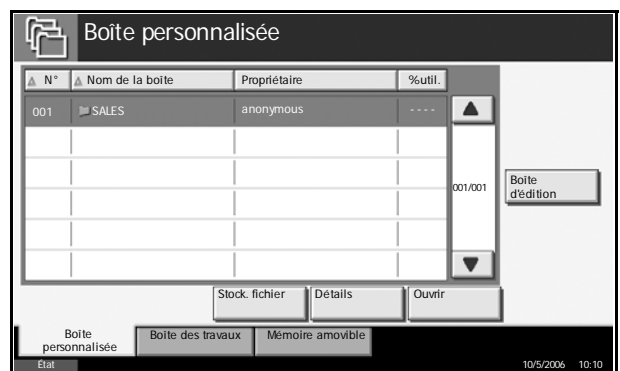 Boîte personnalisée
N° Nom de la boîte Propriétaire %util.
001 SALES anonymous ----
001/001
Boîte
d'édition
Stock. fichier Détails Ouvrir
Boîte
personnalisée
Boîte des travaux Mémoire amovible
État 10/5/2006 10:10